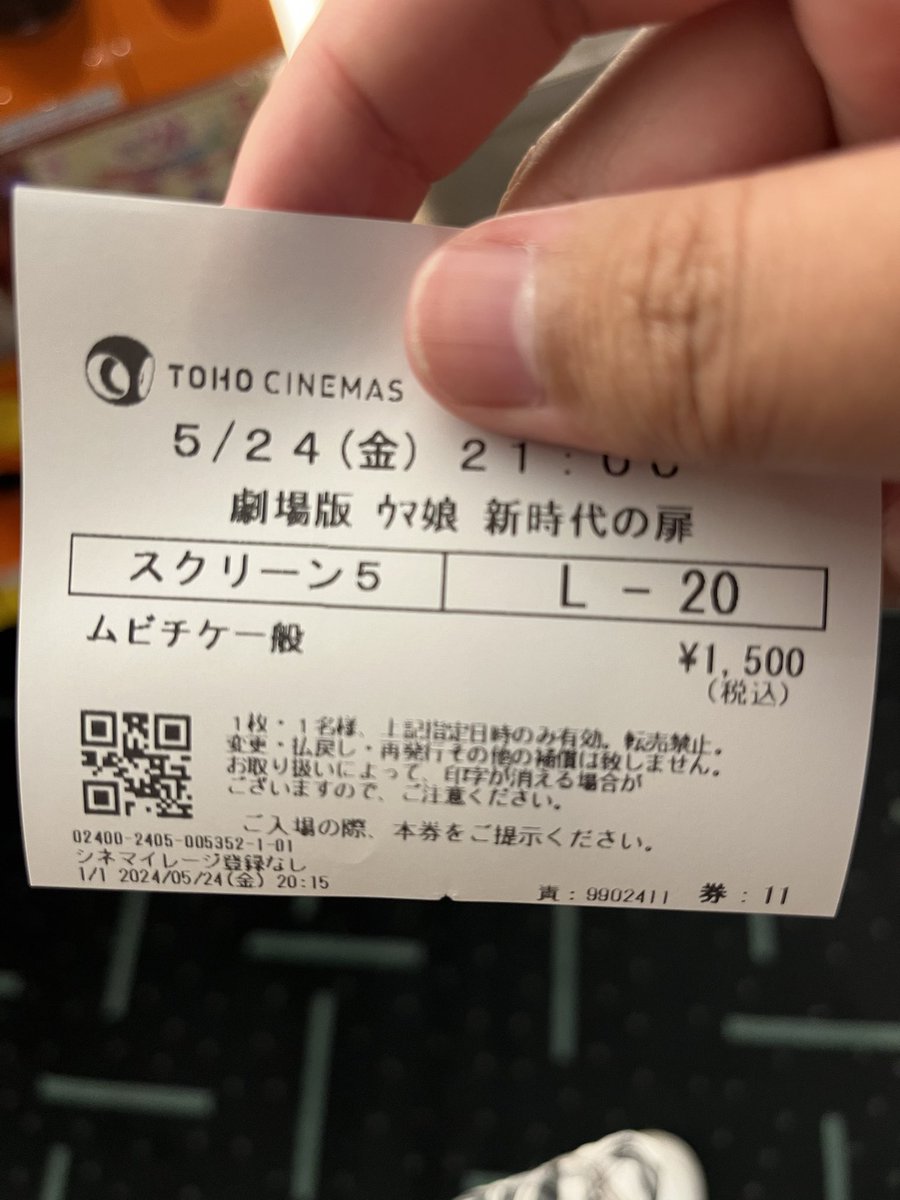 TOHO CINEMAS
5/24(金) 21:00
劇場版 ウマ娘 新時代の扉
スクリーン5 L - 20
ムビチケ一般 ¥1,500
(税込)
1枚・1名様、上記指定日時のみ有効。転売禁止。
変更・払戻し・再発行その他の補償は致しません。
お取り扱いによって、印字が消える場合が
ございますので、ご注意ください。
ご入場の際、本券をご提示ください。
02400-2405-005352-1-01
シネマイレージ登録なし
1/1 2024/05/24(金) 20:15
責:9902411 券:11